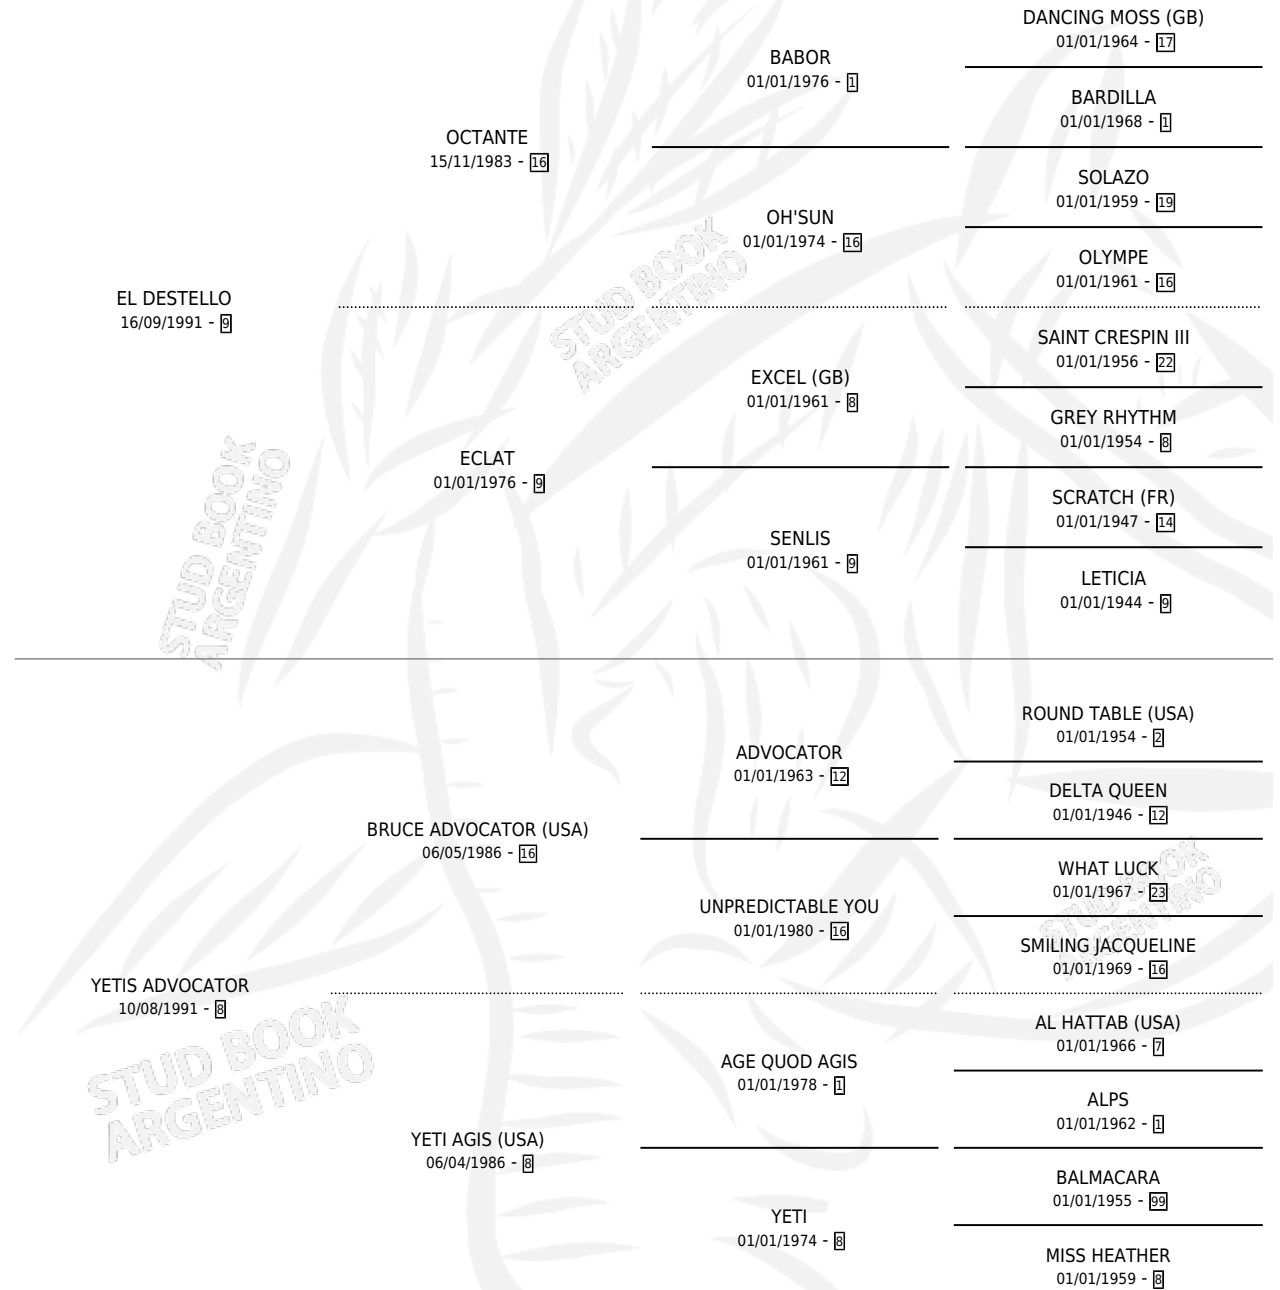 DANCING MOSS (GB)
01/01/1964 - 17
BABOR
01/01/1976 - 1
BARDILLA
01/01/1968 - 1
OCTANTE
15/11/1983 - 16
SOLAZO
01/01/1959 - 19
OH'SUN
01/01/1974 - 16
OLYMPE
01/01/1961 - 16
EL DESTELLO
16/09/1991 - 9
SAINT CRESPIN III
01/01/1956 - 22
EXCEL (GB)
01/01/1961 - 8
GREY RHYTHM
01/01/1954 - 8
ECLAT
01/01/1976 - 9
SCRATCH (FR)
01/01/1947 - 14
SENLIS
01/01/1961 - 9
LETICIA
01/01/1944 - 9
STUD BOOK
ARGENTINO
STUD BOOK
ARGENTINO
ROUND TABLE (USA)
01/01/1954 - 2
ADVOCATOR
01/01/1963 - 12
DELTA QUEEN
01/01/1946 - 12
BRUCE ADVOCATOR (USA)
06/05/1986 - 16
WHAT LUCK
01/01/1967 - 23
UNPREDICTABLE YOU
01/01/1980 - 16
SMILING JACQUELINE
01/01/1969 - 16
YETIS ADVOCATOR
10/08/1991 - 8
AL HATTAB (USA)
01/01/1966 - 7
AGE QUOD AGIS
01/01/1978 - 1
ALPS
01/01/1962 - 1
YETI AGIS (USA)
06/04/1986 - 8
BALMACARA
01/01/1955 - 99
YETI
01/01/1974 - 8
MISS HEATHER
01/01/1959 - 8
STUD BOOK
ARGENTINO
STUD BOOK
ARGENTINO